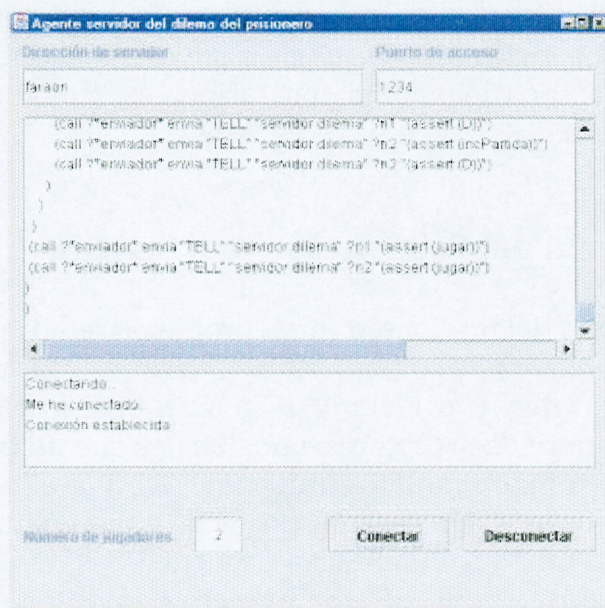 Agente servidor del dilema del prisionero
Dirección de servidor
Puerto de acceso
faraon
1234
(call ?*enviador* envia "TELL" "servidor dilema" ?n1 "(assert (D))")
(call ?*enviador* envia "TELL" "servidor dilema" ?n2 "(assert (incPartida))")
(call ?*enviador* envia "TELL" "servidor dilema" ?n2 "(assert (D))")
)
)
)
(call ?*enviador* envia "TELL" "servidor dilema" ?n1 "(assert (jugar))")
(call ?*enviador* envia "TELL" "servidor dilema" ?n2 "(assert (jugar))")
)
)
Conectando...
Me he conectado.
Conexión establecida
Número de jugadores
2
Conectar
Desconectar